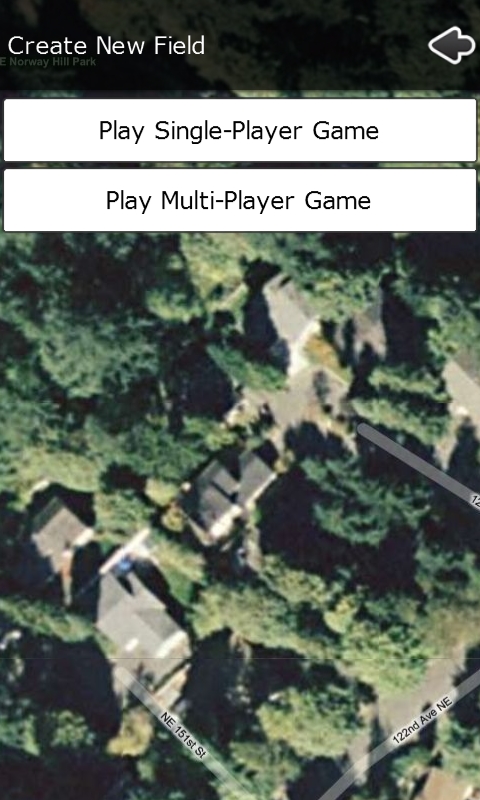 Create New Field
E Norway Hill Park
Play Single-Player Game
Play Multi-Player Game
12
NE 151st St
122nd Ave NE